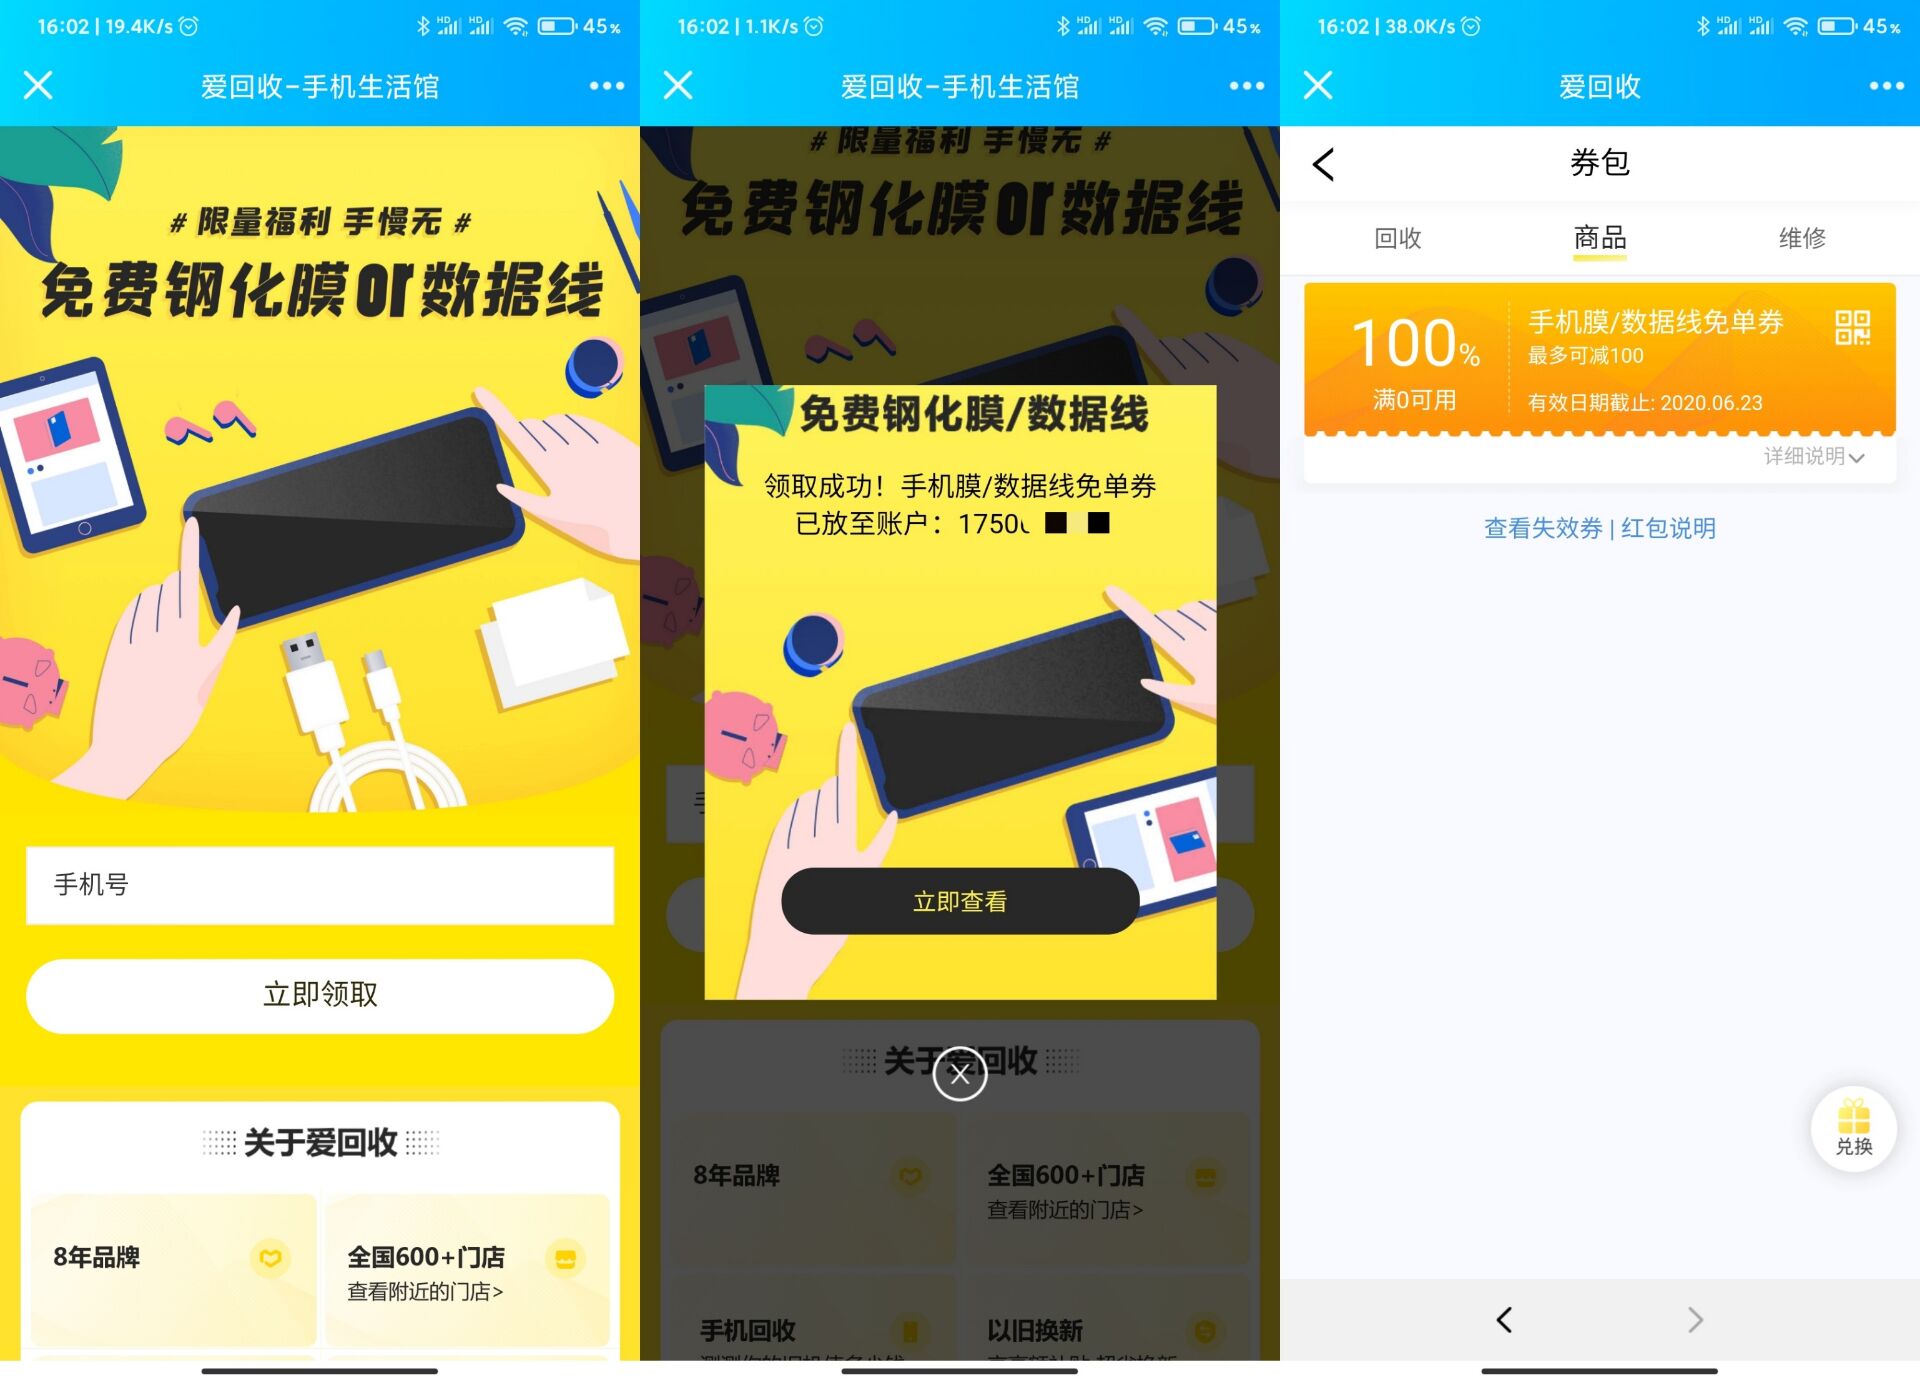 16:02 | 19.4K/s
HD HD 45%
爱回收-手机生活馆
# 限量福利 手慢无 #
免费钢化膜or数据线
手机号
立即领取
关于爱回收
8年品牌
全国600+门店
查看附近的门店>
16:02 | 1.1K/s
HD HD 45%
爱回收-手机生活馆
# 限量福利 手慢无 #
免费钢化膜or数据线
免费钢化膜/数据线
领取成功！手机膜/数据线免单券
已放至账户：1750
立即查看
关于爱回收
8年品牌
全国600+门店
查看附近的门店>
手机回收
以旧换新
16:02 | 38.0K/s
HD HD 45%
爱回收
券包
回收
商品
维修
100%
满0可用
手机膜/数据线免单券
最多可减100
有效日期截止: 2020.06.23
详细说明
查看失效券 | 红包说明
兑换